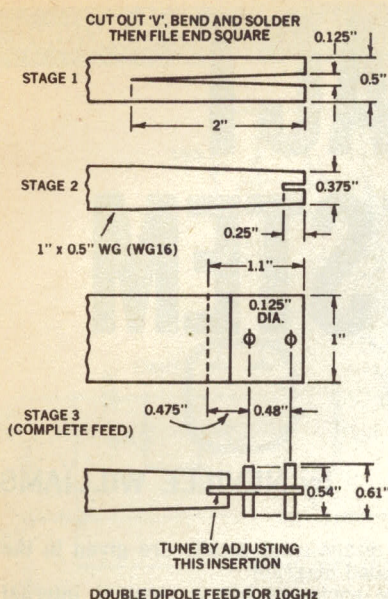 CUT OUT 'V', BEND AND SOLDER
THEN FILE END SQUARE
0.125"
STAGE 1
0.5"
2"
STAGE 2
0.375"
0.25"
1" x 0.5" WG (WG16)
1.1"
0.125"
DIA.
1"
STAGE 3
(COMPLETE FEED)
0.475"
0.48"
0.54"
0.61"
TUNE BY ADJUSTING
THIS INSERTION
DOUBLE DIPOLE FEED FOR 10GHz